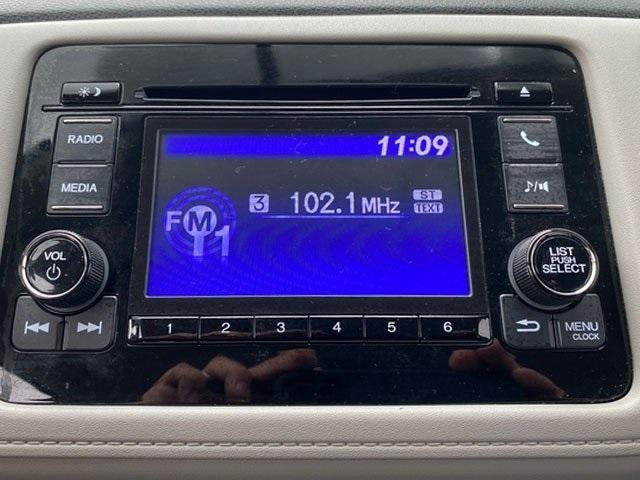 11:09
RADIO
MEDIA
3 102.1 MHz ST
TEXT
FM
1
VOL
LIST
PUSH
SELECT
1 2 3 4 5 6
MENU
CLOCK